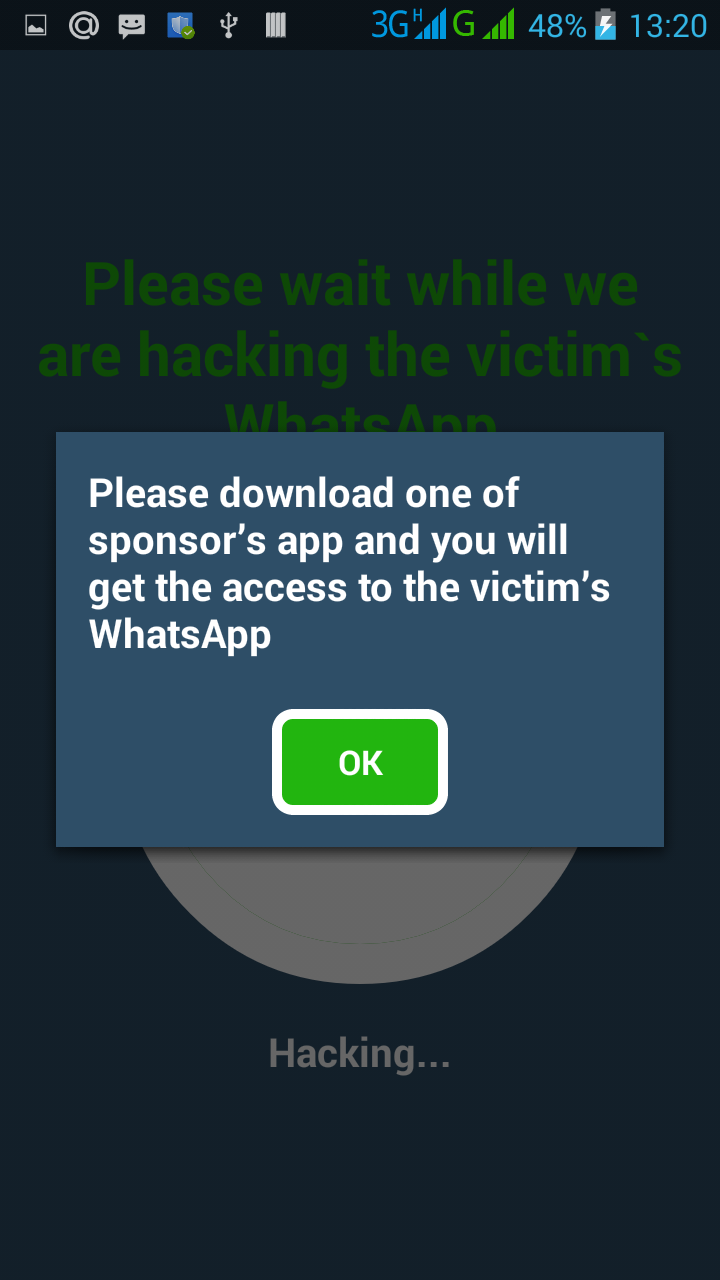 3G H G 48% 13:20
Please wait while we
are hacking the victim`s
WhatsApp
Please download one of
sponsor’s app and you will
get the access to the victim’s
WhatsApp
OK
Hacking...